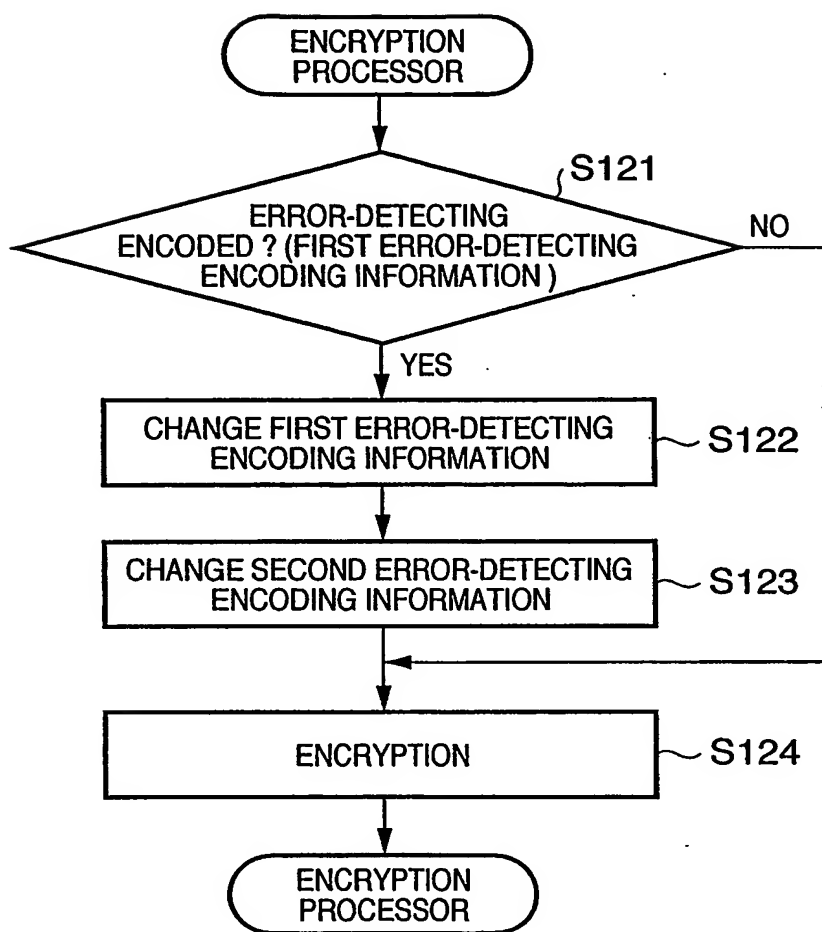 ENCRYPTION
PROCESSOR
S121
ERROR-DETECTING
ENCODED ? (FIRST ERROR-DETECTING
ENCODING INFORMATION )
NO
YES
CHANGE FIRST ERROR-DETECTING
ENCODING INFORMATION
S122
CHANGE SECOND ERROR-DETECTING
ENCODING INFORMATION
S123
ENCRYPTION
S124
ENCRYPTION
PROCESSOR